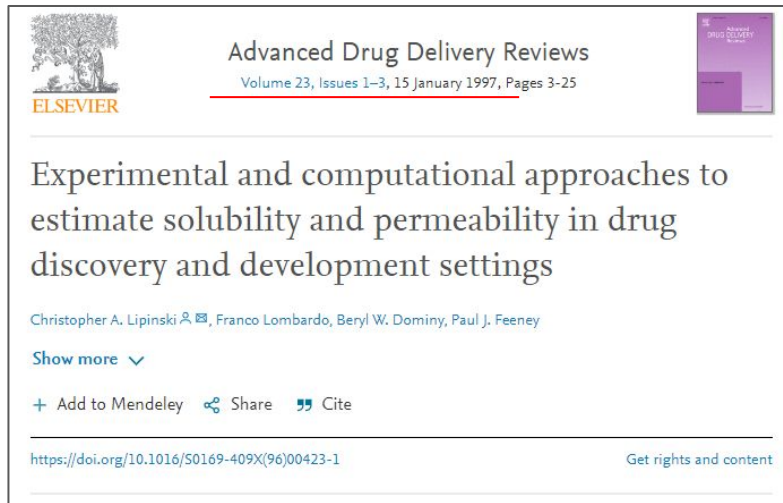 Advanced Drug Delivery Reviews
Volume 23, Issues 1–3, 15 January 1997, Pages 3-25
ELSEVIER
Experimental and computational approaches to
estimate solubility and permeability in drug
discovery and development settings
Christopher A. Lipinski, Franco Lombardo, Beryl W. Dominy, Paul J. Feeney
Show more
+ Add to Mendeley Share Cite
https://doi.org/10.1016/S0169-409X(96)00423-1 Get rights and content